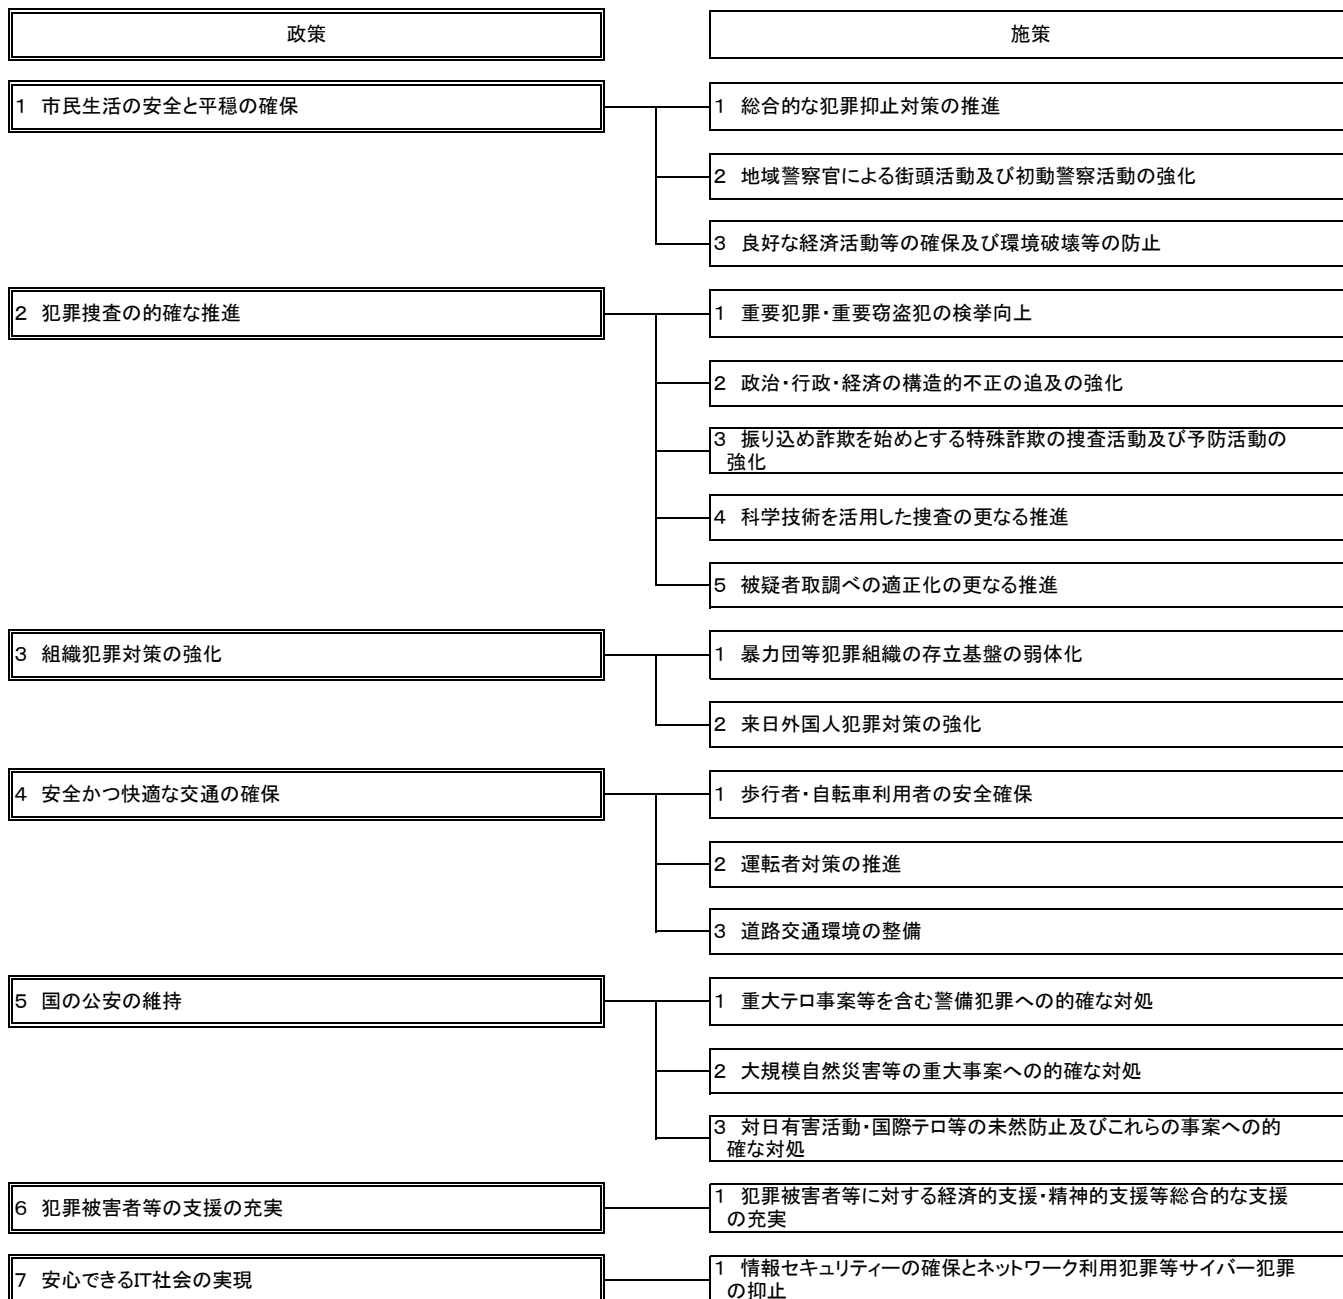 政策
施策
1 市民生活の安全と平穏の確保
1 総合的な犯罪抑止対策の推進
2 地域警察官による街頭活動及び初動警察活動の強化
3 良好な経済活動等の確保及び環境破壊等の防止
2 犯罪捜査の的確な推進
1 重要犯罪・重要窃盗犯の検挙向上
2 政治・行政・経済の構造的不正の追及の強化
3 振り込め詐欺を始めとする特殊詐欺の捜査活動及び予防活動の
強化
4 科学技術を活用した捜査の更なる推進
5 被疑者取調べの適正化の更なる推進
3 組織犯罪対策の強化
1 暴力団等犯罪組織の存立基盤の弱体化
2 来日外国人犯罪対策の強化
4 安全かつ快適な交通の確保
1 歩行者・自転車利用者の安全確保
2 運転者対策の推進
3 道路交通環境の整備
5 国の公安の維持
1 重大テロ事案等を含む警備犯罪への的確な対処
2 大規模自然災害等の重大事案への的確な対処
3 対日有害活動・国際テロ等の未然防止及びこれらの事案への的
確な対処
6 犯罪被害者等の支援の充実
1 犯罪被害者等に対する経済的支援・精神的支援等総合的な支援
の充実
7 安心できるIT社会の実現
1 情報セキュリティーの確保とネットワーク利用犯罪等サイバー犯罪
の抑止